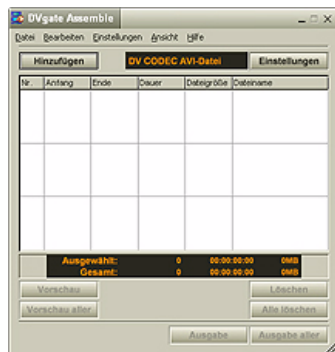 DVgate Assemble
Datei Bearbeiten Einstellungen Ansicht Hilfe
Hinzufügen DV CODEC AVI-Datei Einstellungen
Nr. Anfang Ende Dauer Dateigröße Dateiname
Ausgewählt: 0 00:00:00:00 0MB
Gesamt: 0 00:00:00:00 0MB
Vorschau Löschen
Vorschau aller Alle löschen
Ausgabe Ausgabe aller